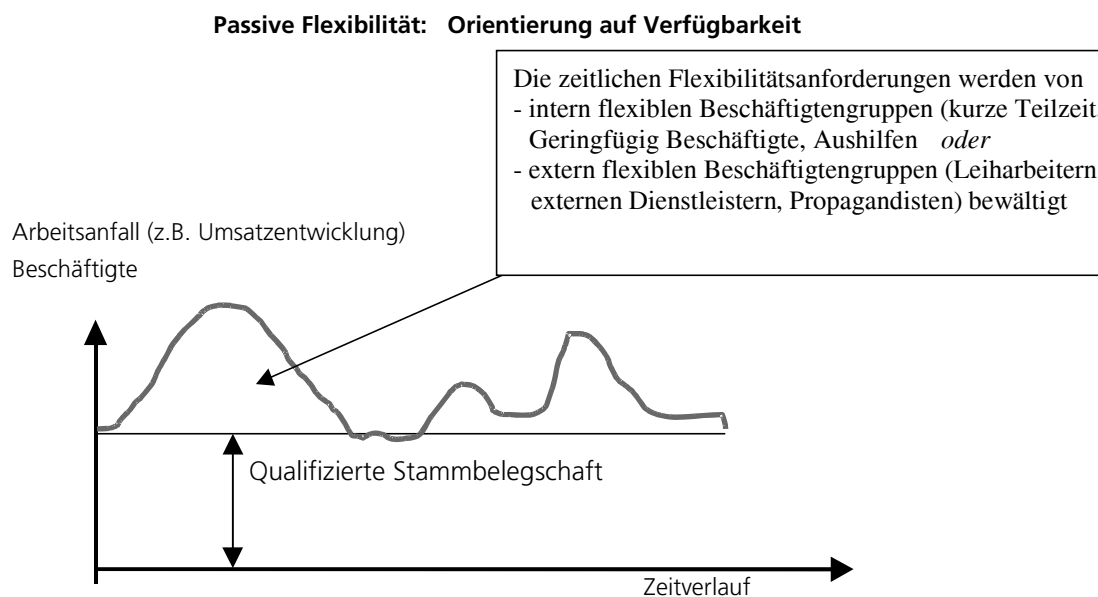 Passive Flexibilität: Orientierung auf Verfügbarkeit
Die zeitlichen Flexibilitätsanforderungen werden von
- intern flexiblen Beschäftigtengruppen (kurze Teilzeit
Geringfügig Beschäftigte, Aushilfen oder
- extern flexiblen Beschäftigtengruppen (Leiharbeitern
externen Dienstleistern, Propagandisten) bewältigt
Arbeitsanfall (z.B. Umsatzentwicklung)
Beschäftigte
Qualifizierte Stammbelegschaft
Zeitverlauf